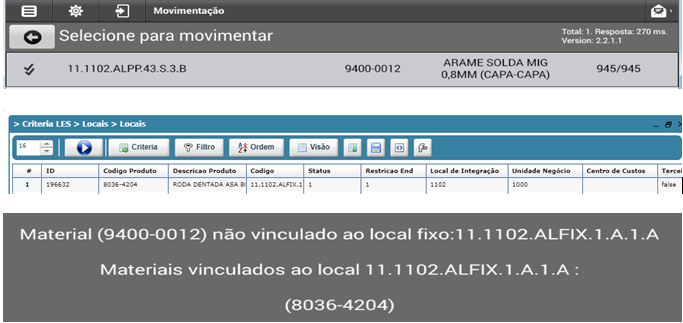 Movimentação
Selecione para movimentar
Total: 1. Resposta: 270 ms.
Version: 2.2.1.1
11.1102.ALPP.43.S.3.B
9400-0012
ARAME SOLDA MIG
0,8MM (CAPA-CAPA)
945/945
> Criteria LES > Locais > Locais
16 Criteria Filtro Ordem Visão
# ID Codigo Produto Descricao Produto Codigo Status Restricao End Local de Integração Unidade Negócio Centro de Custos Tercei
1 196632 8036-4204 RODA DENTADA ASA 8 11.1102.ALFIX.1 1 1 1102 1000 false
Material (9400-0012) não vinculado ao local fixo:11.1102.ALFIX.1.A.1.A
Materiais vinculados ao local 11.1102.ALFIX.1.A.1.A :
(8036-4204)